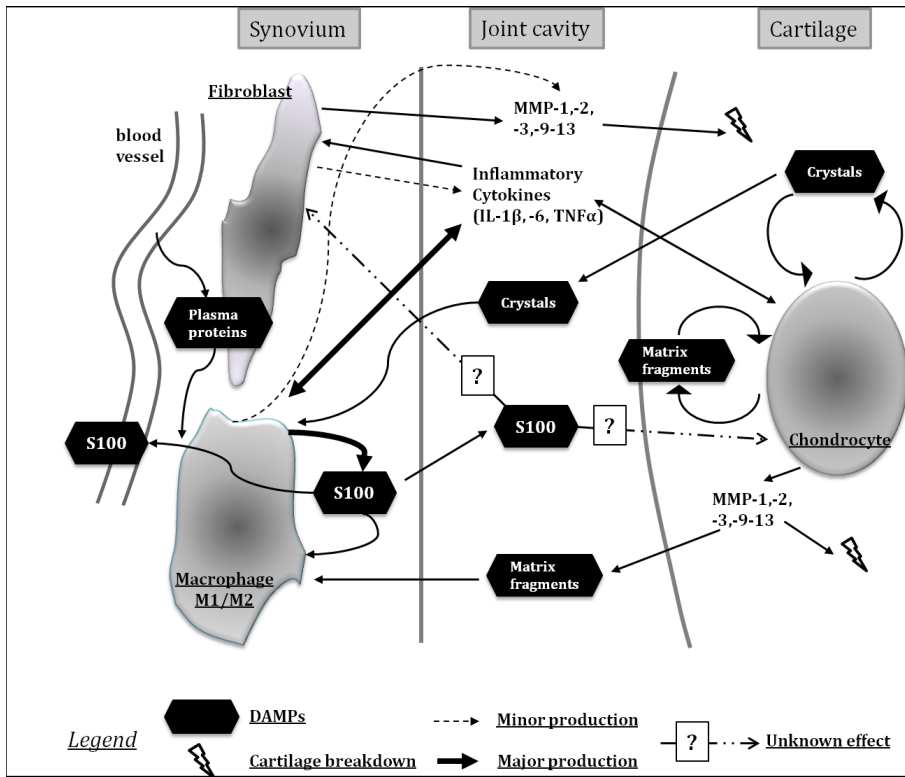 Synovium
Joint cavity
Cartilage
Fibroblast
blood
vessel
MMP-1,-2,
-3,-9-13
Inflammatory
Cytokines
(IL-1β,-6, TNFα)
Crystals
Plasma
proteins
Crystals
Matrix
fragments
?
S100
S100
?
Chondrocyte
S100
MMP-1,-2,
-3,-9-13
Macrophage
M1/M2
Matrix
fragments
Legend
DAMPs
Minor production
?
Unknown effect
Cartilage breakdown
Major production